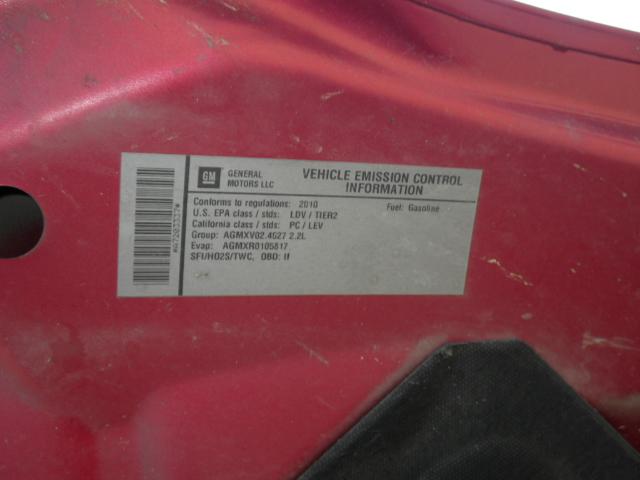 GM GENERAL MOTORS LLC
VEHICLE EMISSION CONTROL INFORMATION
Conforms to regulations: 2010 Fuel: Gasoline
U.S. EPA class / stds: LDV / TIER2
California class / stds: PC / LEV
Group: AGMXV02.4027 2.2L
Evap: AGMXR0105817
SFI/HO2S/TWC, OBD: II